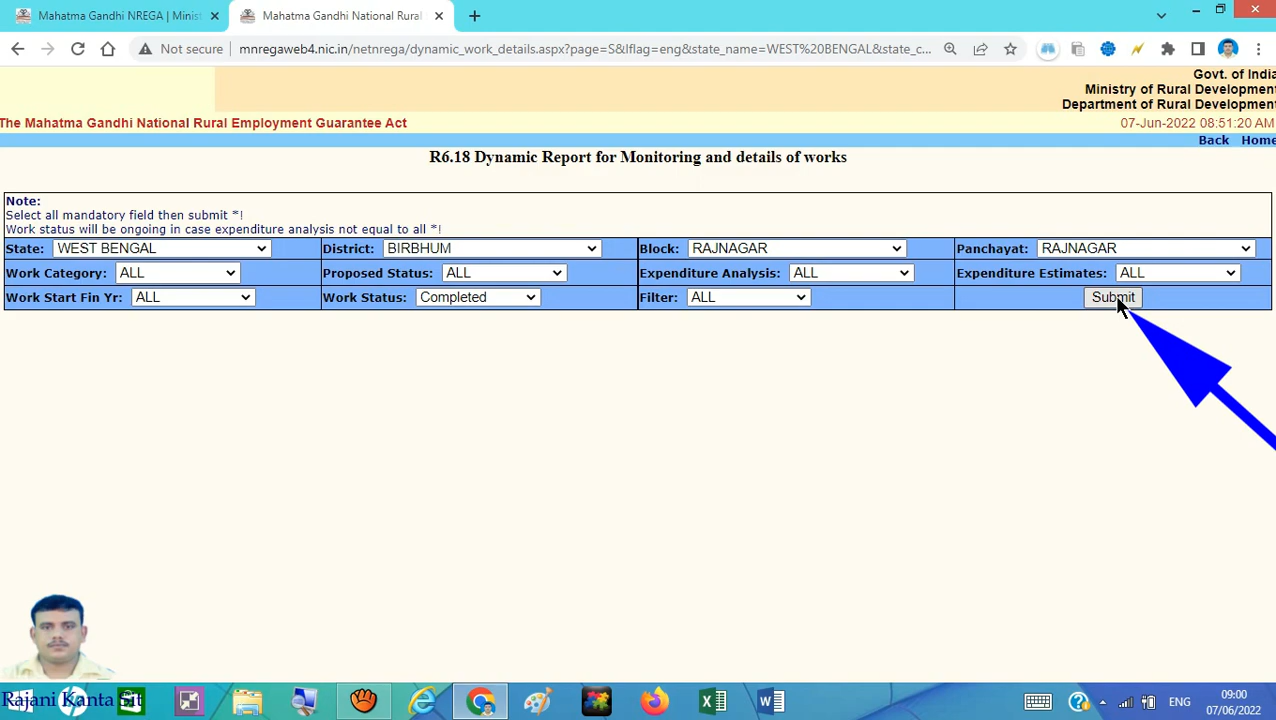 Mahatma Gandhi NREGA | Minist
Mahatma Gandhi National Rural
Not secure mnregaweb4.nic.in/netnrega/dynamic_work_details.aspx?page=S&lflag=eng&state_name=WEST%20BENGAL&state_c...
Govt. of India
Ministry of Rural Development
Department of Rural Development
The Mahatma Gandhi National Rural Employment Guarantee Act
07-Jun-2022 08:51:20 AM
Back Home
R6.18 Dynamic Report for Monitoring and details of works
Note:
Select all mandatory field then submit *!
Work status will be ongoing in case expenditure analysis not equal to all *!
State: WEST BENGAL District: BIRBHUM Block: RAJNAGAR Panchayat: RAJNAGAR
Work Category: ALL Proposed Status: ALL Expenditure Analysis: ALL Expenditure Estimates: ALL
Work Start Fin Yr: ALL Work Status: Completed Filter: ALL Submit
Rajani Kanta Sit
ENG
09:00
07/06/2022